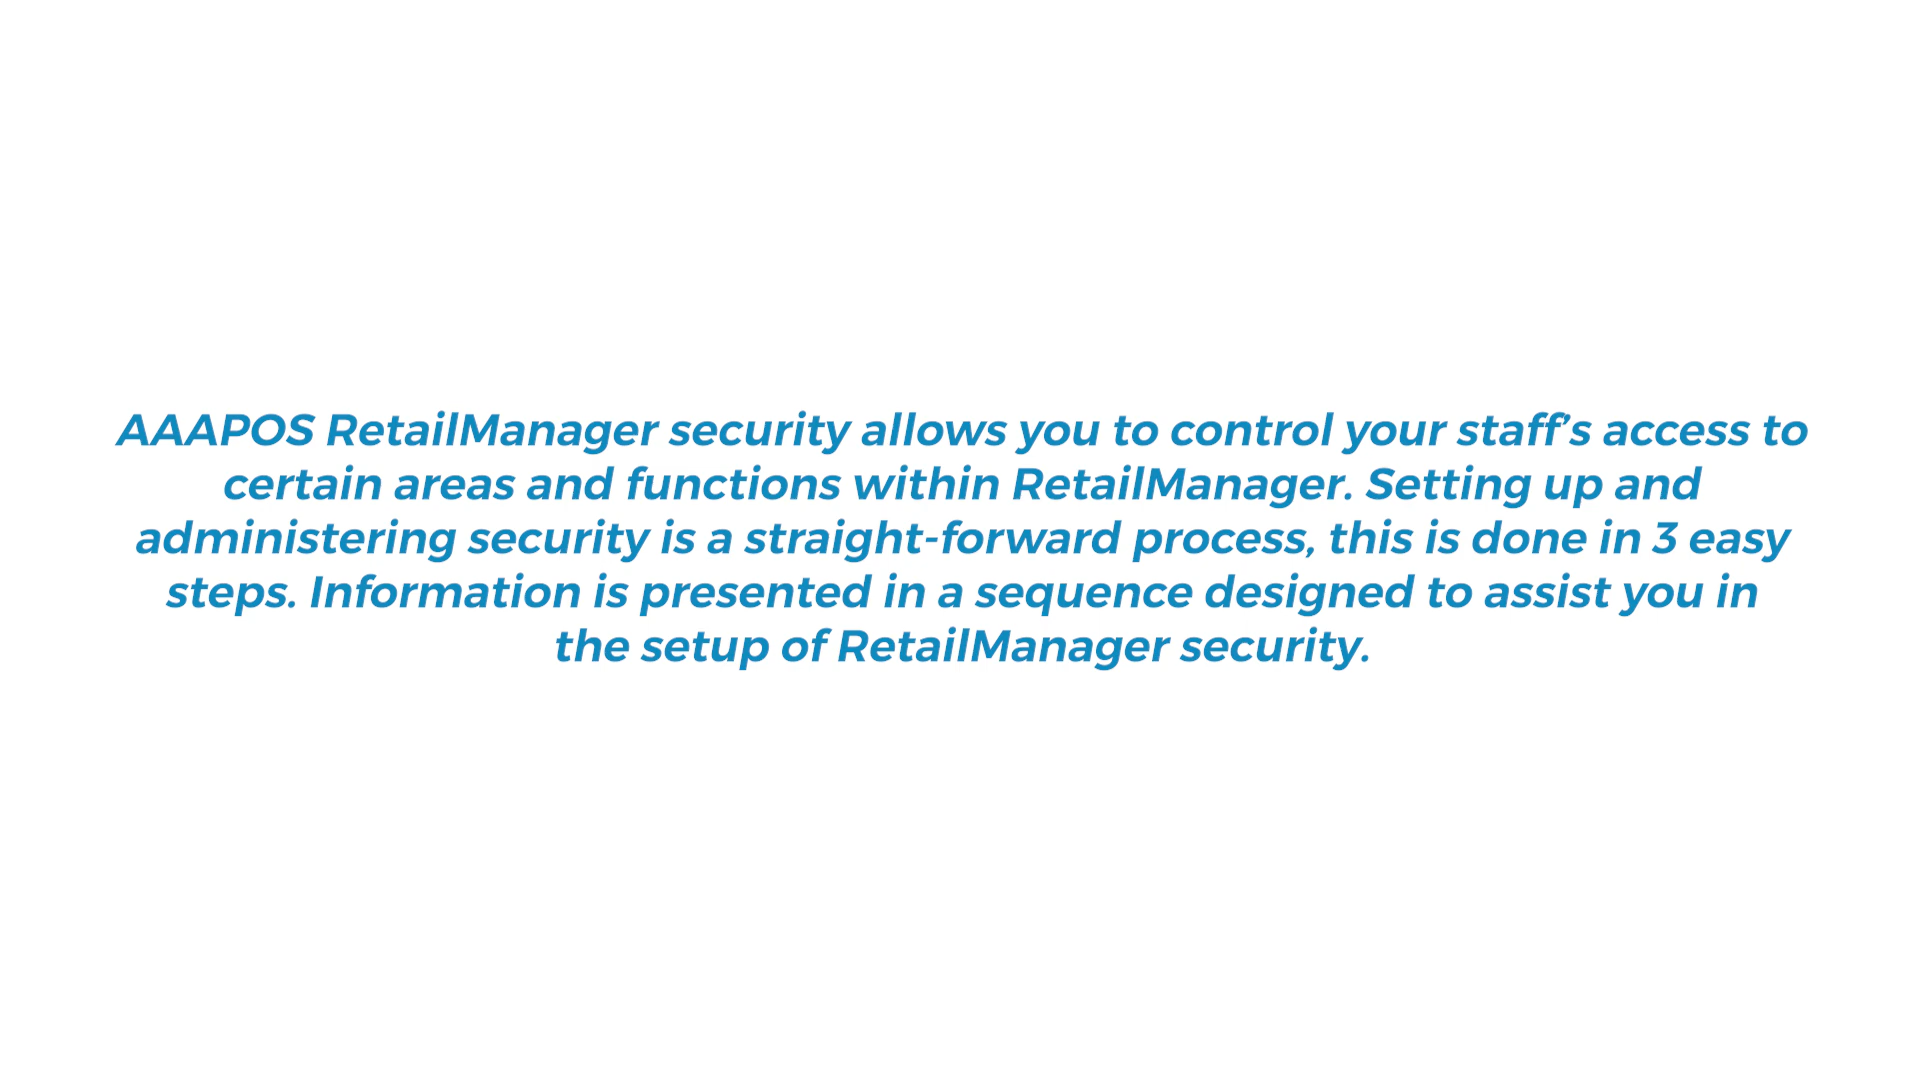 AAAPOS RetailManager security allows you to control your staff’s access to
certain areas and functions within RetailManager. Setting up and
administering security is a straight-forward process, this is done in 3 easy
steps. Information is presented in a sequence designed to assist you in
the setup of RetailManager security.